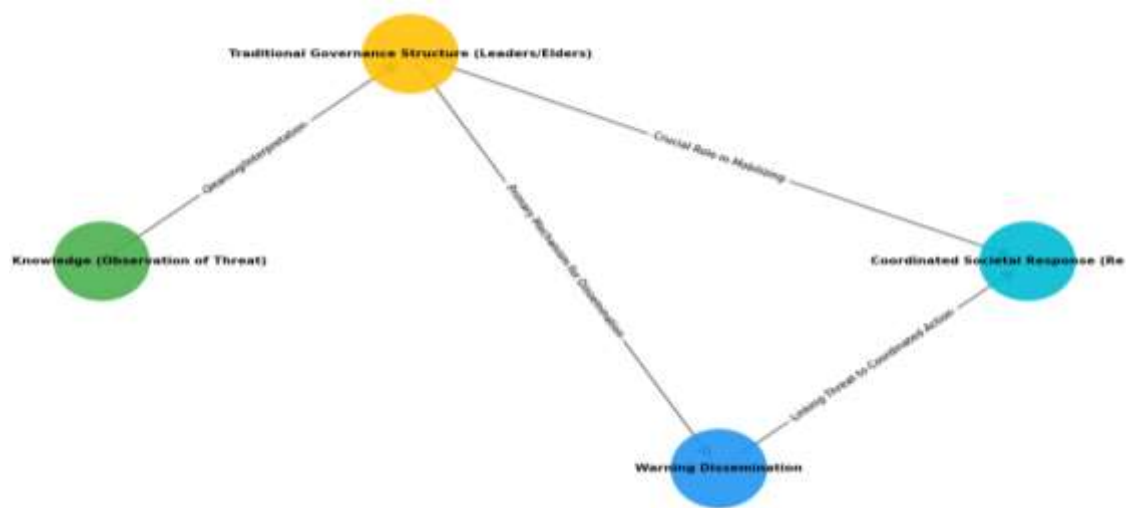 Traditional Governance Structure (Leaders/Elders)
Crucial Role in Mobilizing
Knowledge (Observation of Threat)
Primary Mechanism for Dissemination
Coordinated Societal Response (Re
Linking Threat to Coordinated Action
Warning Dissemination